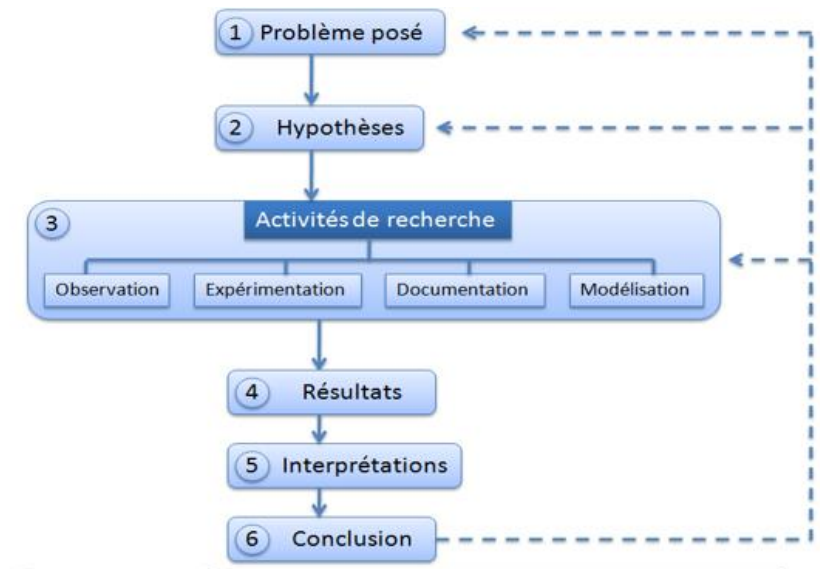 1 Problème posé
2 Hypothèses
3
Activités de recherche
Observation Expérimentation Documentation Modélisation
4 Résultats
5 Interprétations
6 Conclusion